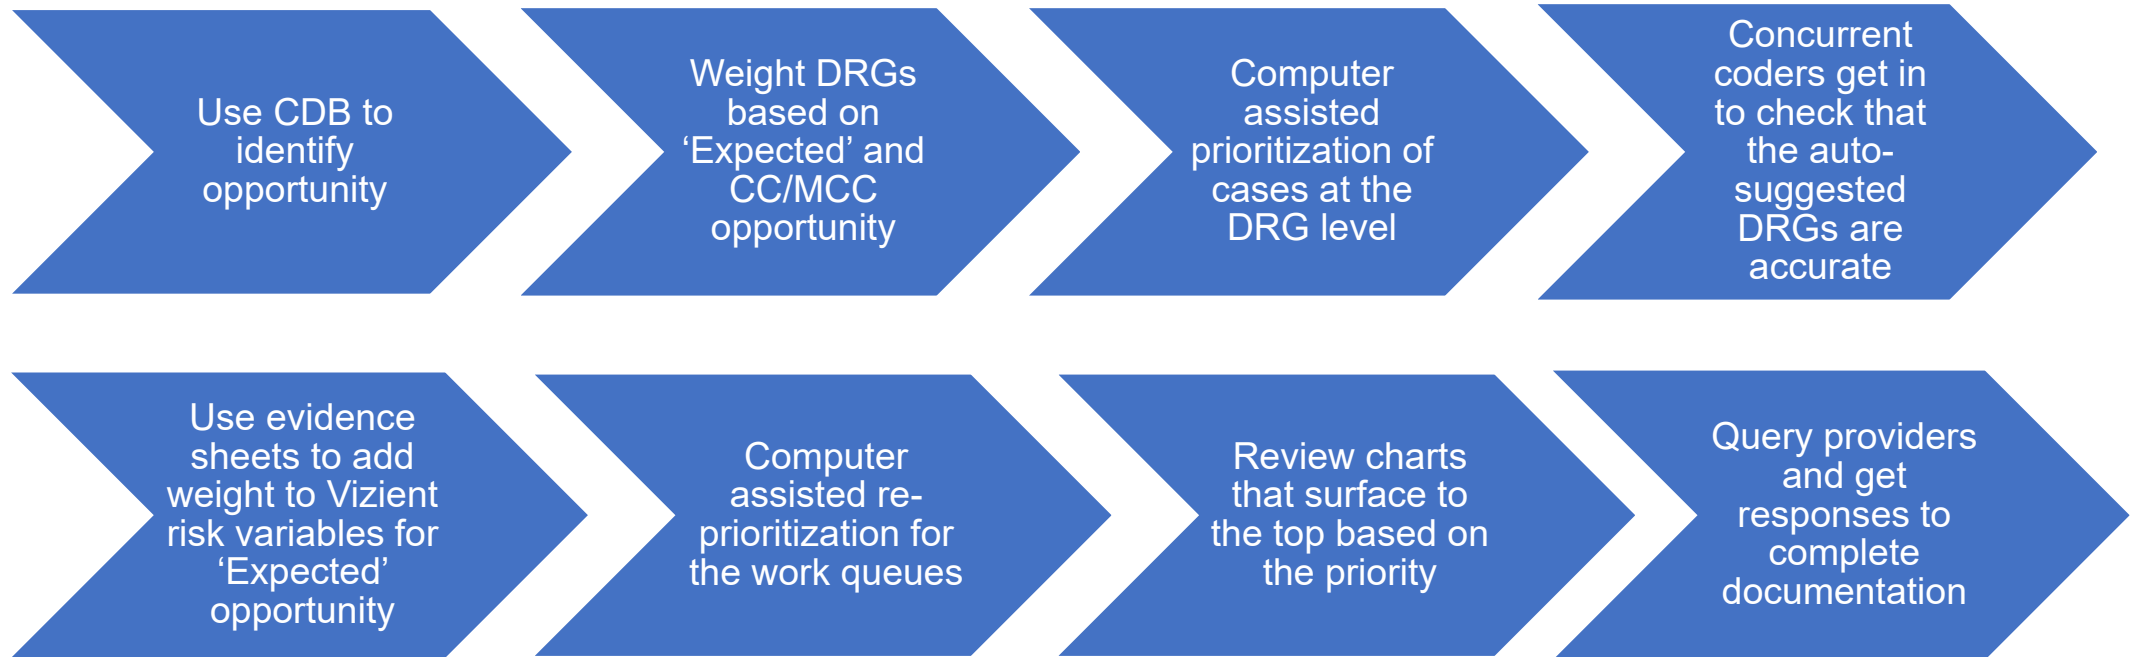 Use CDB to
identify
opportunity
Weight DRGs
based on
‘Expected’ and
CC/MCC
opportunity
Computer
assisted
prioritization of
cases at the
DRG level
Concurrent
coders get in
to check that
the auto-
suggested
DRGs are
accurate
Use evidence
sheets to add
weight to Vizient
risk variables for
‘Expected’
opportunity
Computer
assisted re-
prioritization for
the work queues
Review charts
that surface to
the top based on
the priority
Query providers
and get
responses to
complete
documentation